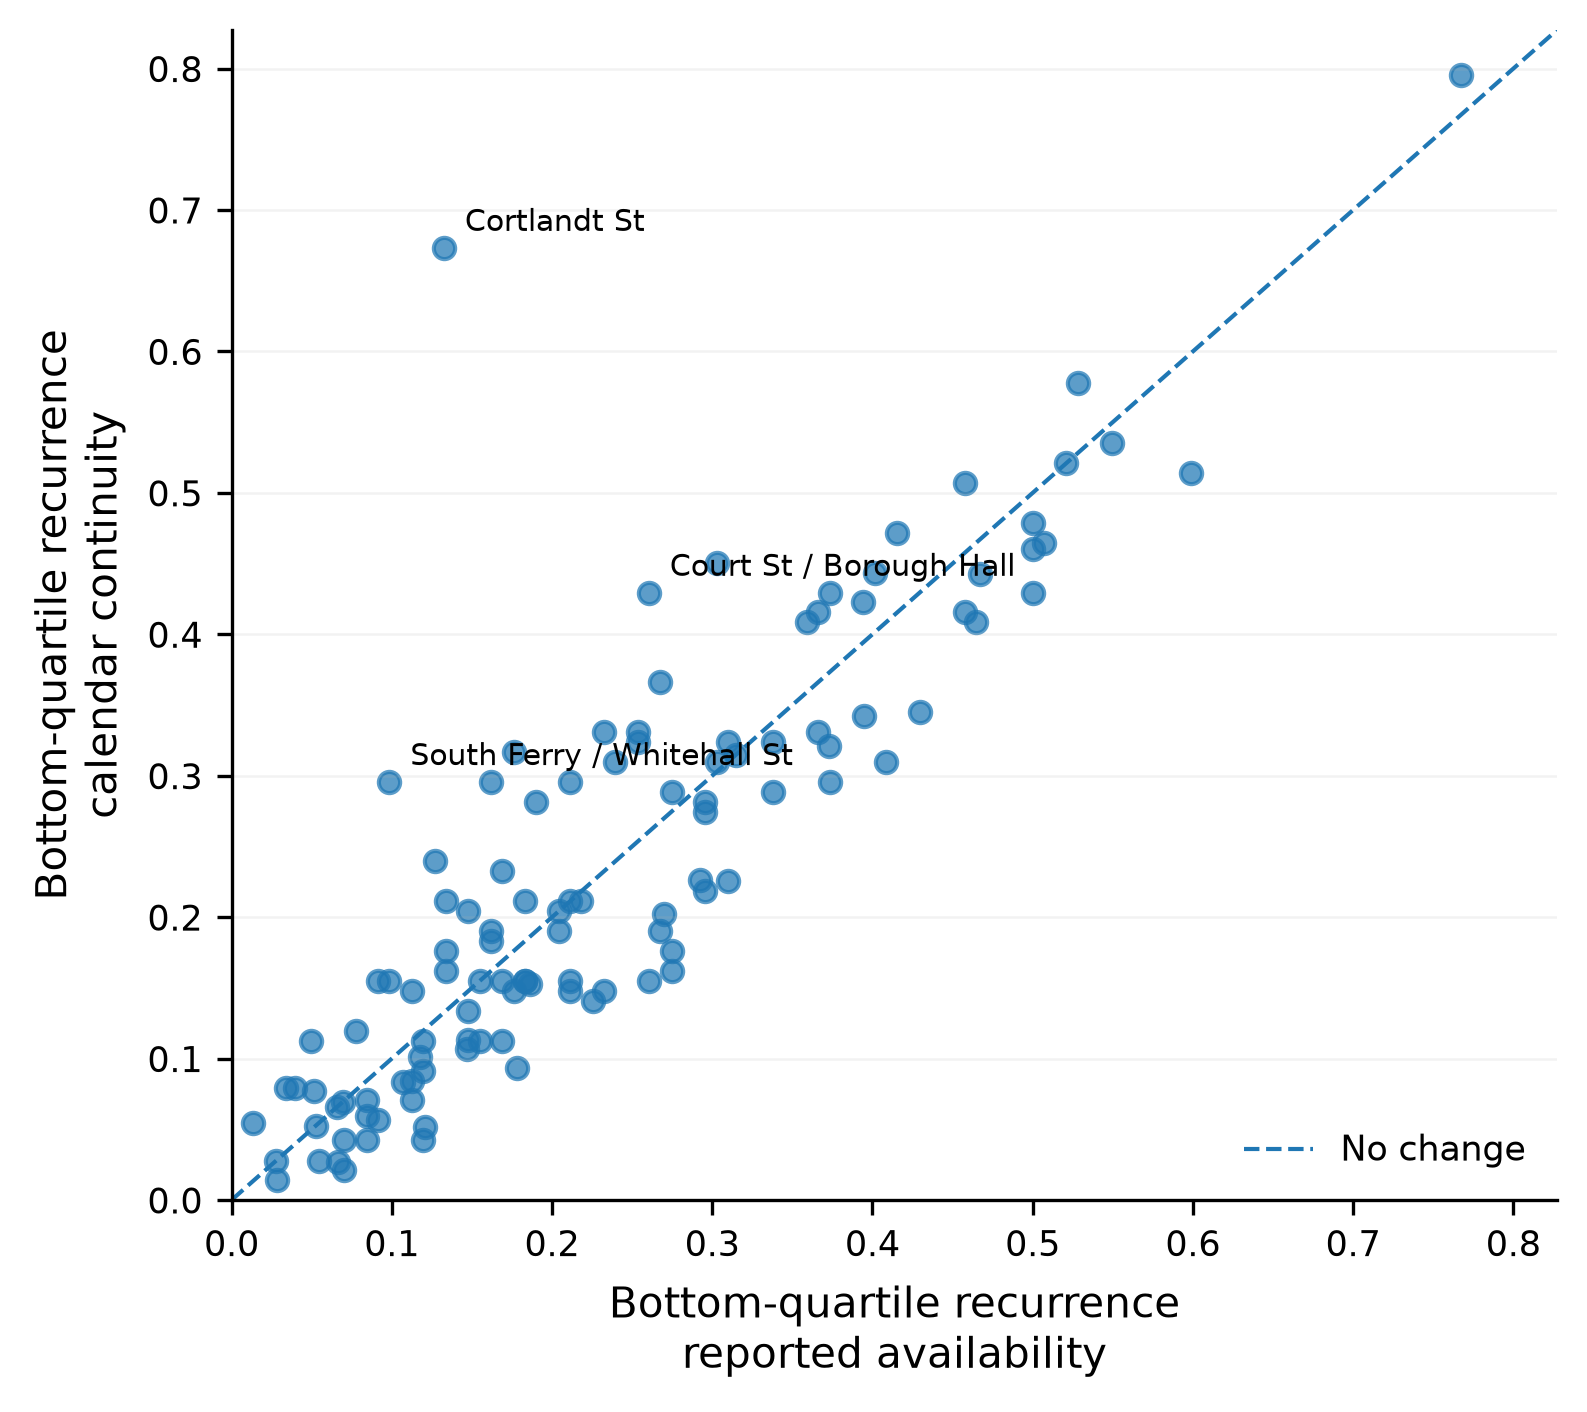 0.8
0.7
0.6
0.5
0.4
0.3
0.2
0.1
0.0
Bottom-quartile recurrence
calendar continuity
Cortlandt St
Court St / Borough Hall
South Ferry / Whitehall St
No change
0.0 0.1 0.2 0.3 0.4 0.5 0.6 0.7 0.8
Bottom-quartile recurrence
reported availability